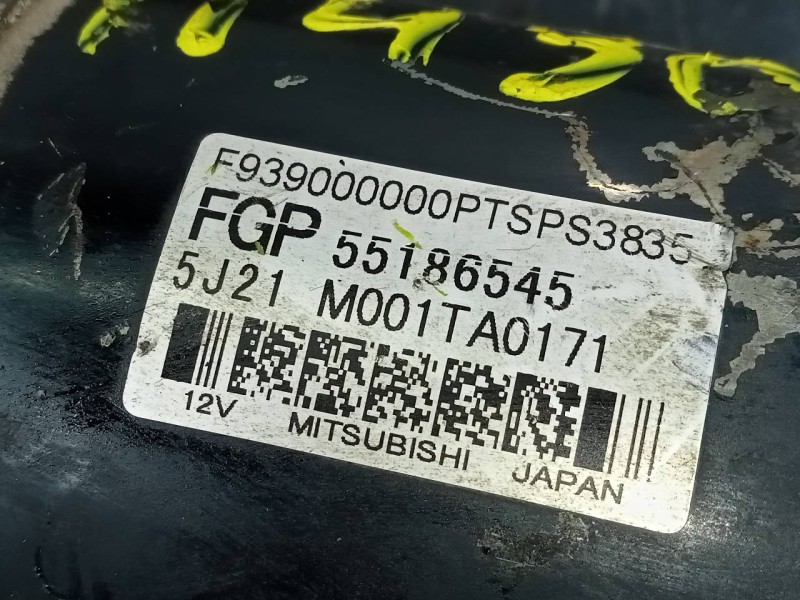 F939000000PTSPS3835
FGP 55186545
5J21 M001TA0171
12V MITSUBISHI JAPAN